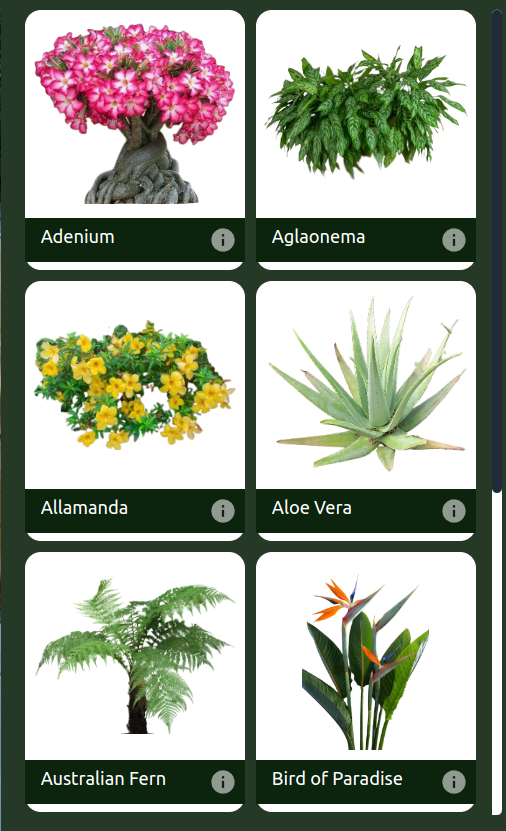 Adenium
Aglaonema
Allamanda
Aloe Vera
Australian Fern
Bird of Paradise